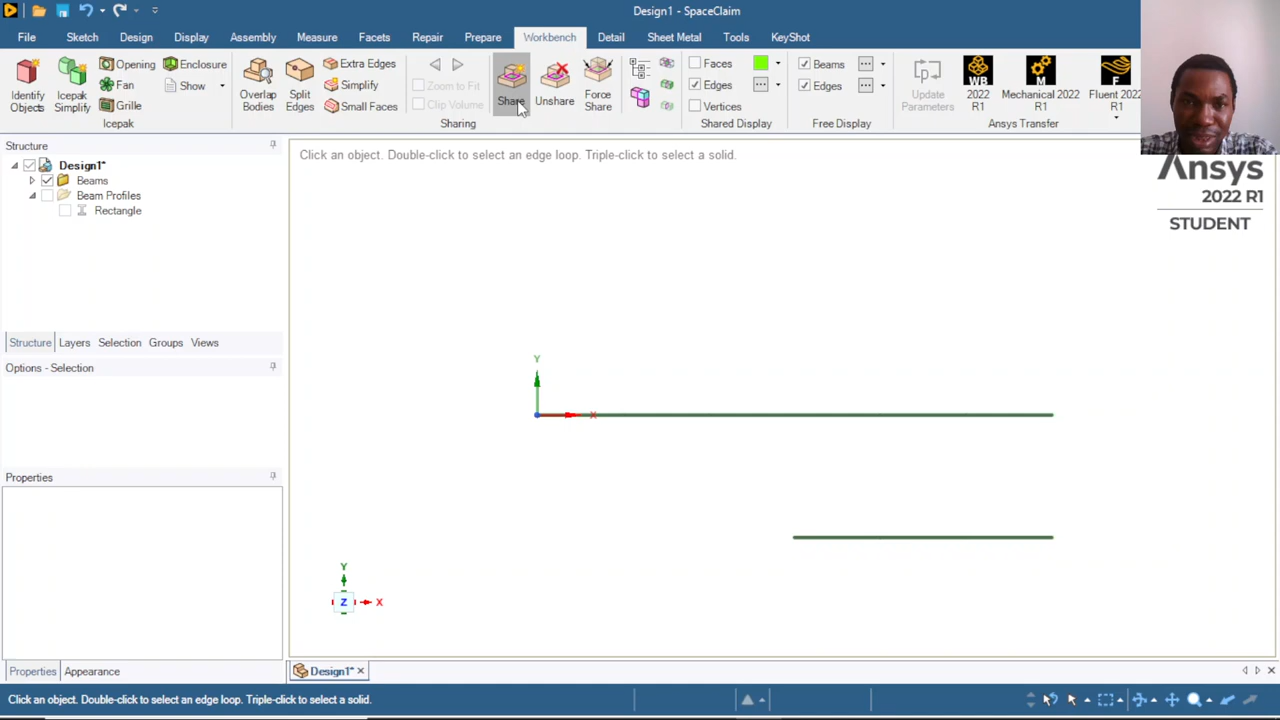 Design1 - SpaceClaim
File Sketch Design Display Assembly Measure Facets Repair Prepare Workbench Detail Sheet Metal Tools KeyShot
Identify Objects
Icepak Simplify
Opening
Fan
Grille
Enclosure
Show
Icepak
Overlap Bodies
Split Edges
Extra Edges
Simplify
Small Faces
Zoom to Fit
Clip Volume
Share
Unshare
Force Share
Sharing
Faces
Edges
Vertices
Shared Display
Beams
Edges
Free Display
Update Parameters
WB
2022 R1
M
Mechanical 2022 R1
F
Fluent 2022 R1
Ansys Transfer
Ansys
2022 R1
STUDENT
Structure
Design1*
Beams
Beam Profiles
Rectangle
Structure Layers Selection Groups Views
Options - Selection
Properties
Properties Appearance
Click an object. Double-click to select an edge loop. Triple-click to select a solid.
Y
X
Y
Z
X
Design1*
Click an object. Double-click to select an edge loop. Triple-click to select a solid.